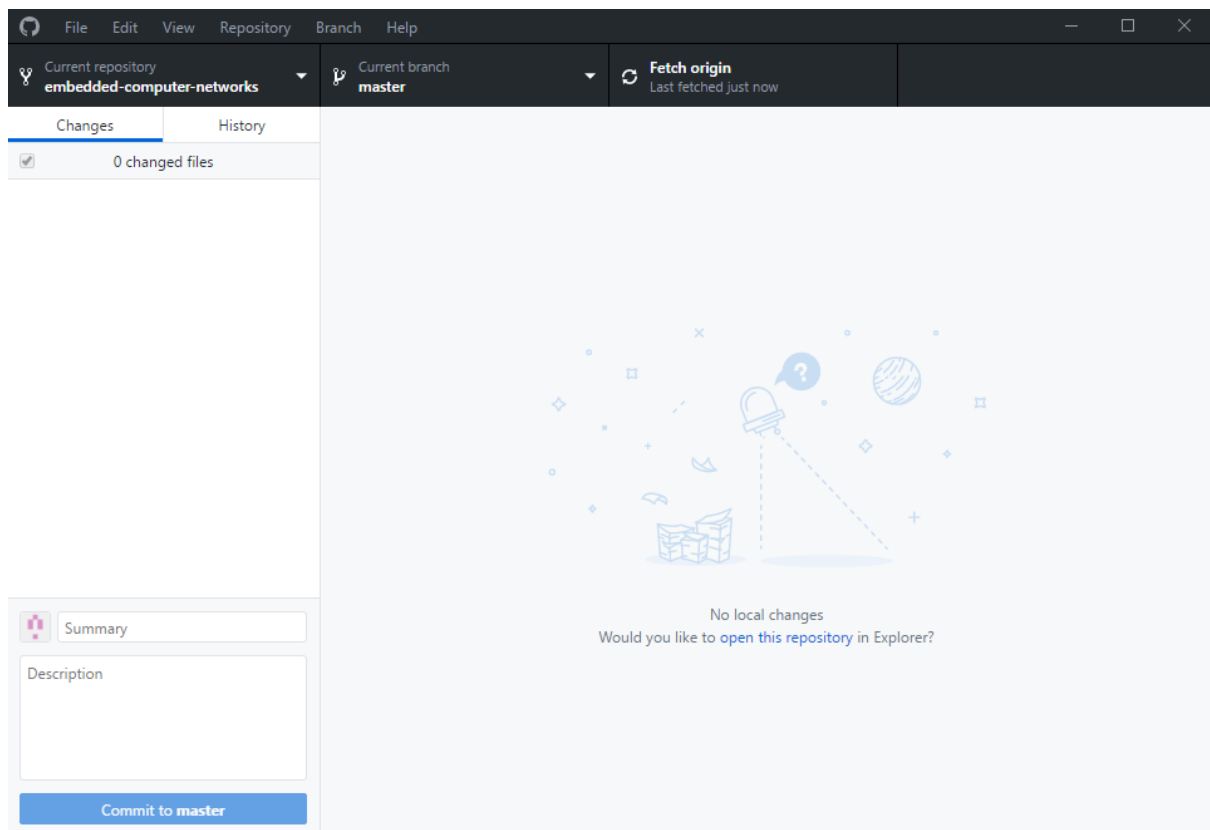 File Edit View Repository Branch Help
Current repository
embedded-computer-networks
Current branch
master
Fetch origin
Last fetched just now
Changes History
0 changed files
?
No local changes
Would you like to open this repository in Explorer?
Summary
Description
Commit to master